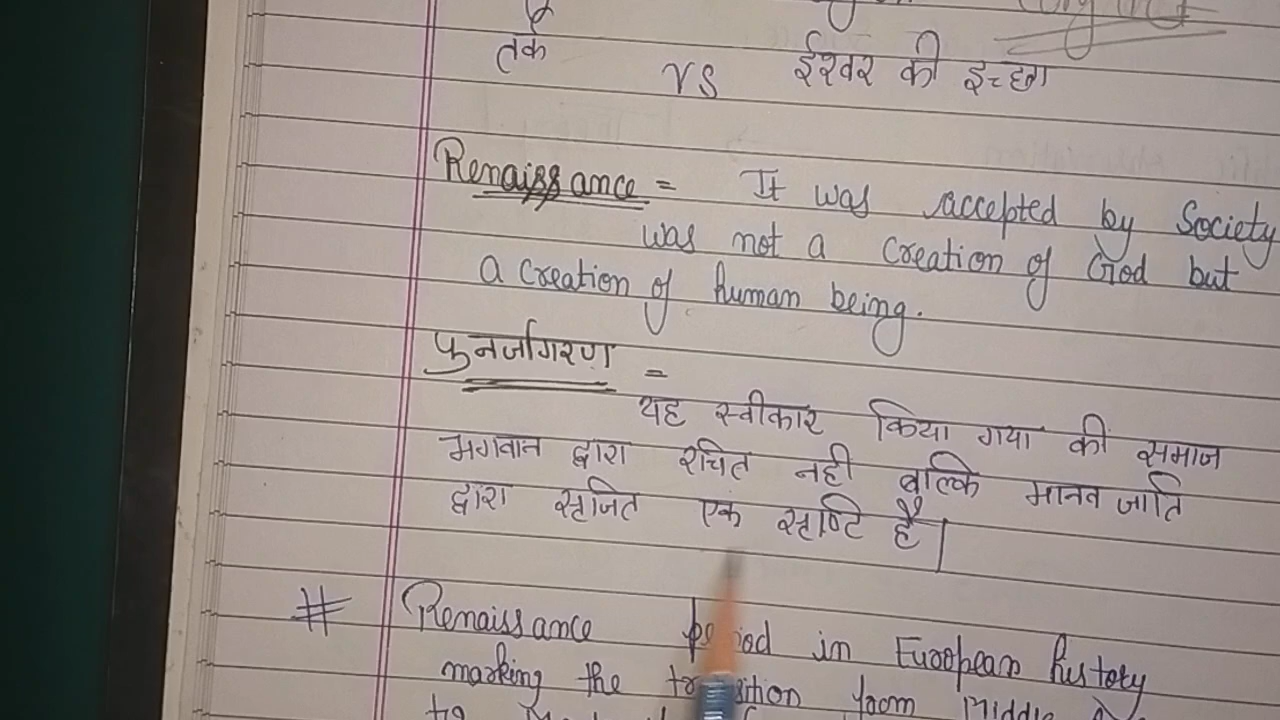 तर्क VS ईश्वर की इच्छा
Renaissance = It was accepted by Society
was not a creation of God but
a creation of human being.
पुनर्जागरण =
यह स्वीकार किया गया की समाज
भगवान द्वारा रचित नही बल्कि मानव जाति
द्वारा सृजित एक सृष्टि है।
# Renaissance period in European history
marking the transition from Middle
to